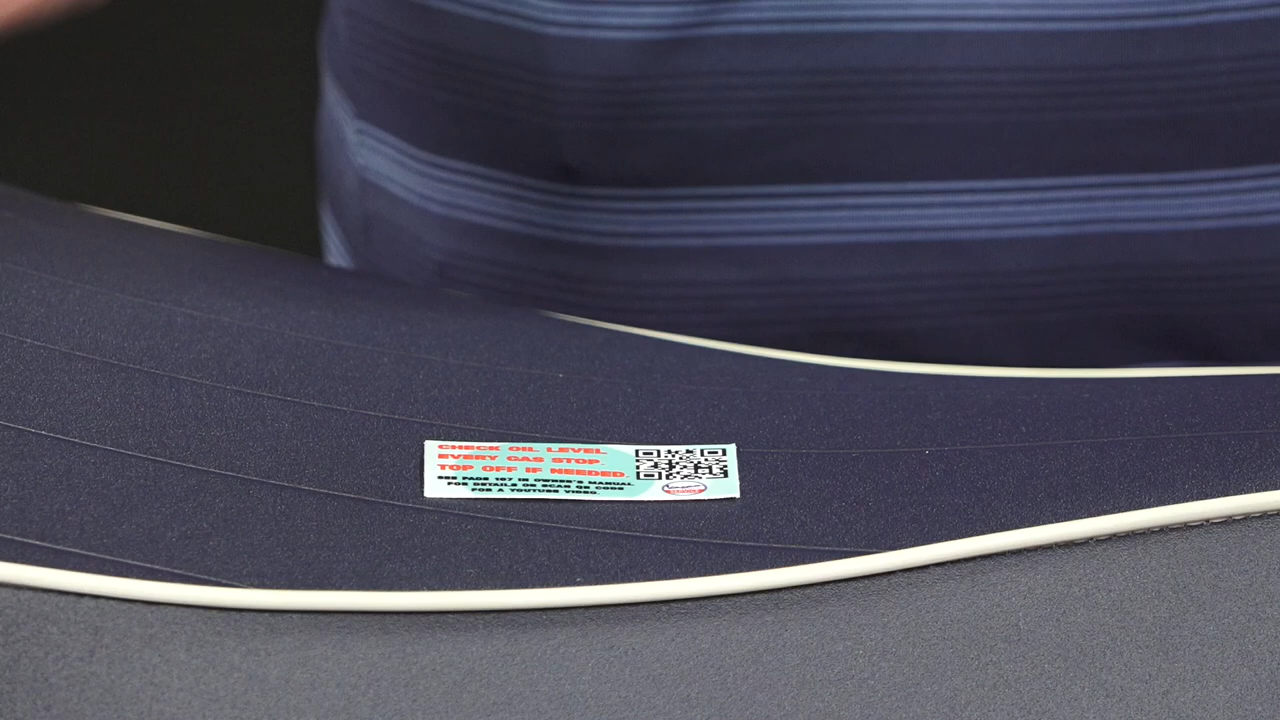 CHECK OIL LEVEL
EVERY GAS STOP.
TOP OFF IF NEEDED.
SEE PAGE 107 IN OWNER'S MANUAL
FOR DETAILS OR SCAN QR CODE
FOR A YOUTUBE VIDEO.